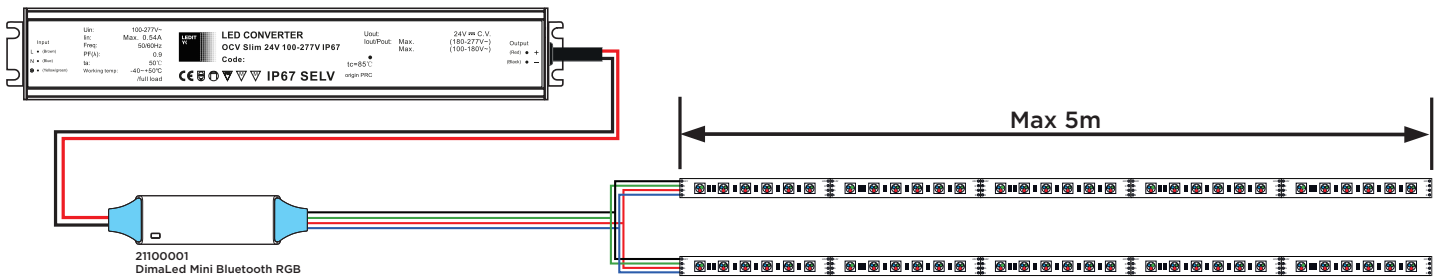 Input
L • (Brown)
N • (Blue)
(Yellow/green)
Uin: 100-277V~
Iin: Max. 0.54A
Freq: 50/60Hz
PF(λ): 0.9
ta: 50℃
Working temp: -40~+50℃
/full load
LEDIT
LED CONVERTER
OCV Slim 24V 100-277V IP67
Code:
IP67 SELV
Uout: 24V ⎓ C.V.
Iout/Pout: Max. (180-277V~)
Max. (100-180V~)
tc=85℃
origin PRC
Output
(Red) • +
(Black) • −
Max 5m
21100001
DimaLed Mini Bluetooth RGB